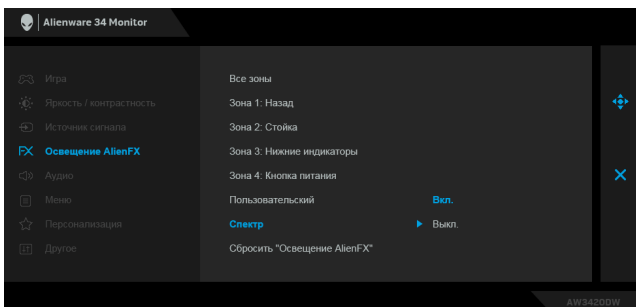 Alienware 34 Monitor
Игра
Яркость / контрастность
Источник сигнала
FX Освещение AlienFX
Аудио
Меню
Персонализация
Другое
Все зоны
Зона 1: Назад
Зона 2: Стойка
Зона 3: Нижние индикаторы
Зона 4: Кнопка питания
Пользовательский Вкл.
Спектр Выкл.
Сбросить "Освещение AlienFX"
AW3420DW